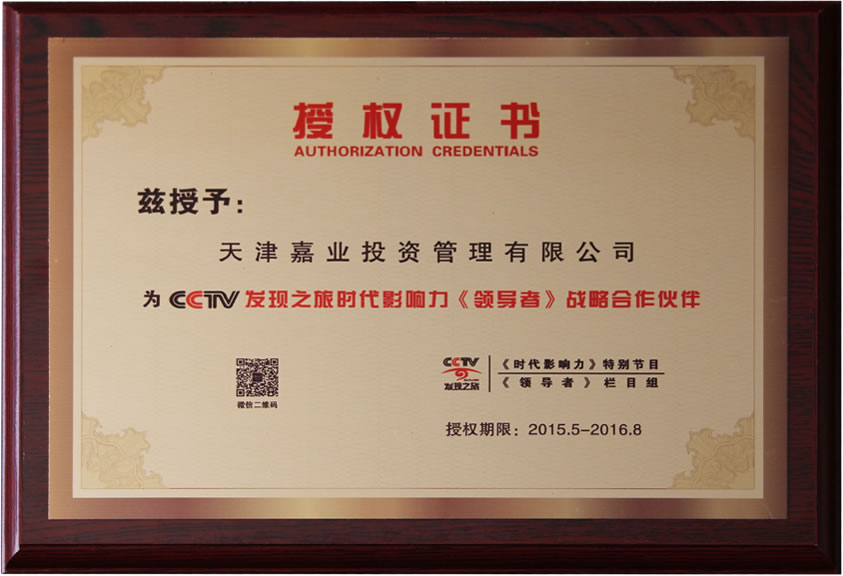 授权证书
AUTHORIZATION CREDENTIALS
兹授予：
天津嘉业投资管理有限公司
为 CCTV 发现之旅时代影响力《领导者》战略合作伙伴
微信二维码
CCTV
发现之旅
《时代影响力》特别节目
《领导者》栏目组
授权期限：2015.5-2016.8